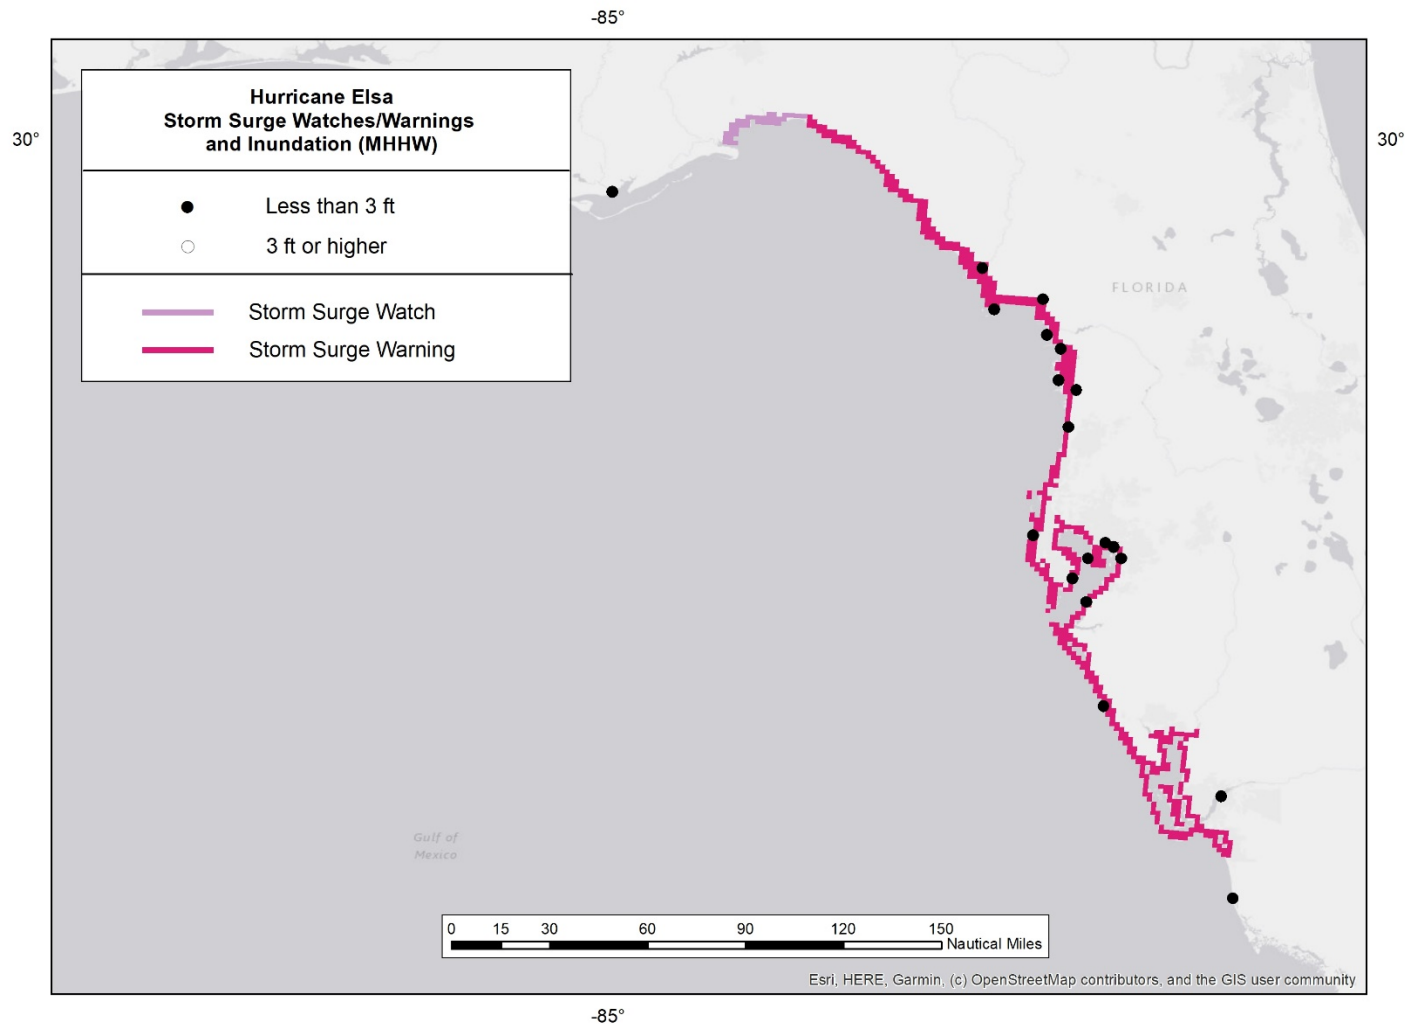 -85°
Hurricane Elsa
Storm Surge Watches/Warnings
and Inundation (MHHW)
30°
30°
Less than 3 ft
3 ft or higher
FLORIDA
Storm Surge Watch
Storm Surge Warning
Gulf of
Mexico
0 15 30 60 90 120 150
Nautical Miles
Esri, HERE, Garmin, (c) OpenStreetMap contributors, and the GIS user community
-85°